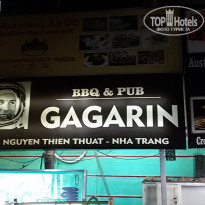 TOP Hotels
ФОТО ТУРИСТА
BBQ & PUB
GAGARIN
NGUYEN THIEN THUAT - NHA TRANG